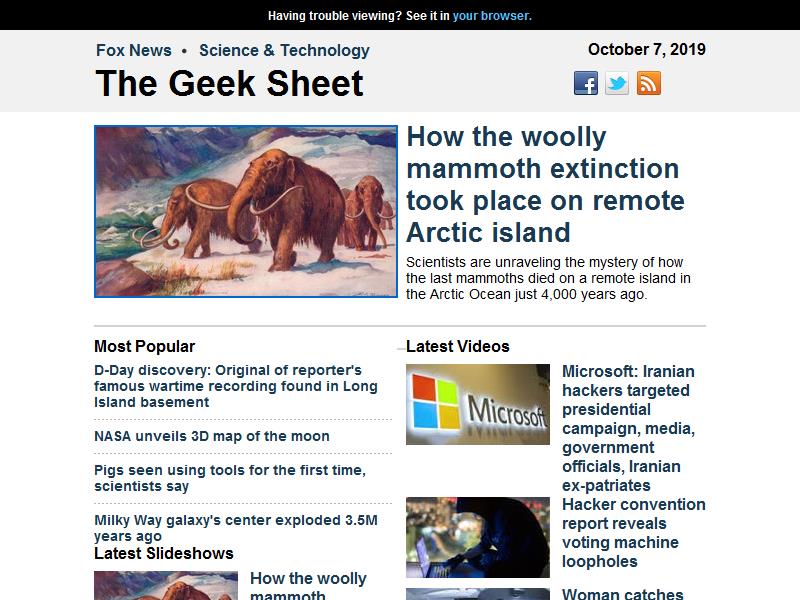 Having trouble viewing? See it in your browser.
Fox News • Science & Technology
October 7, 2019
The Geek Sheet
How the woolly
mammoth extinction
took place on remote
Arctic island
Scientists are unraveling the mystery of how
the last mammoths died on a remote island in
the Arctic Ocean just 4,000 years ago.
Most Popular
D-Day discovery: Original of reporter's
famous wartime recording found in Long
Island basement
NASA unveils 3D map of the moon
Pigs seen using tools for the first time,
scientists say
Milky Way galaxy's center exploded 3.5M
years ago
Latest Slideshows
How the woolly
mammoth
Latest Videos
Microsoft
Microsoft: Iranian
hackers targeted
presidential
campaign, media,
government
officials, Iranian
ex-patriates
Hacker convention
report reveals
voting machine
loopholes
Woman catches